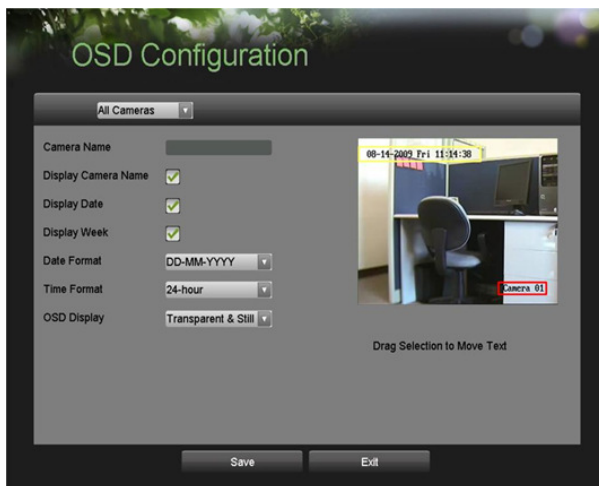 OSD Configuration
All Cameras
Camera Name
Display Camera Name
Display Date
Display Week
Date Format DD-MM-YYYY
Time Format 24-hour
OSD Display Transparent & Still
08-14-2009 Fri 11:14:38
Camera 01
Drag Selection to Move Text
Save Exit